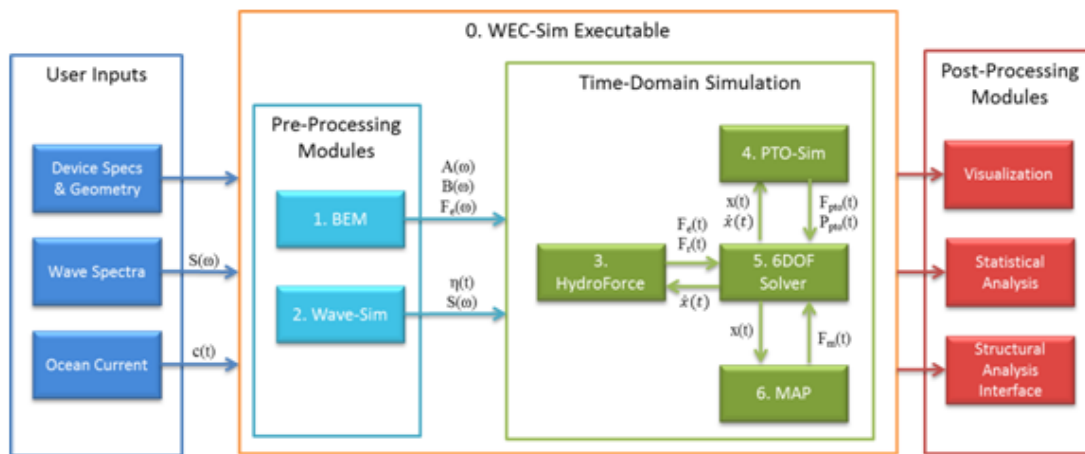 0. WEC-Sim Executable
User Inputs
Device Specs
& Geometry
Wave Spectra
S(ω)
Ocean Current
c(t)
Pre-Processing
Modules
1. BEM
A(ω)
B(ω)
Fₑ(ω)
2. Wave-Sim
η(t)
S(ω)
Time-Domain Simulation
4. PTO-Sim
x(t)
ẋ(t)
Fₚₜₒ(t)
Pₚₜₒ(t)
3.
HydroForce
Fₑ(t)
Fᵣ(t)
ẋ(t)
5. 6DOF
Solver
x(t)
Fₘ(t)
6. MAP
Post-Processing
Modules
Visualization
Statistical
Analysis
Structural
Analysis
Interface